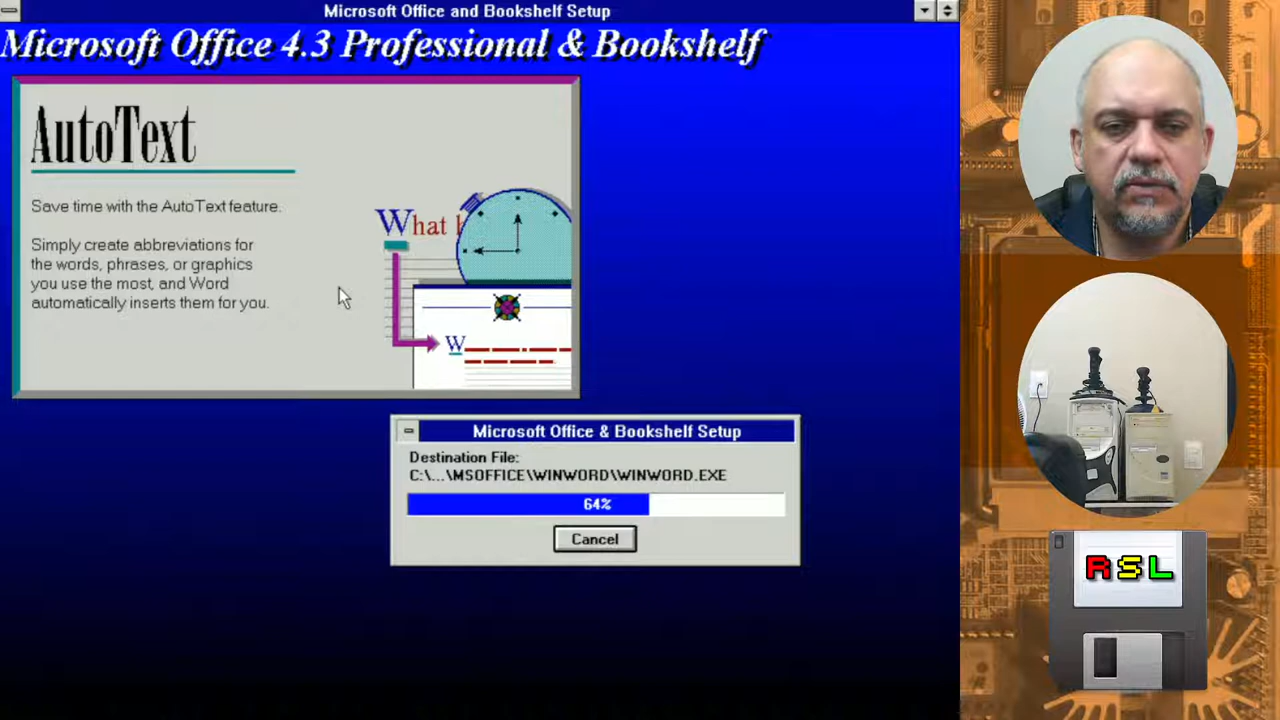 Microsoft Office and Bookshelf Setup
Microsoft Office 4.3 Professional & Bookshelf
AutoText
Save time with the AutoText feature.
Simply create abbreviations for
the words, phrases, or graphics
you use the most, and Word
automatically inserts them for you.
What h
W
Microsoft Office & Bookshelf Setup
Destination File:
C:\...\MSOFFICE\WINWORD\WINWORD.EXE
64%
Cancel
RSL